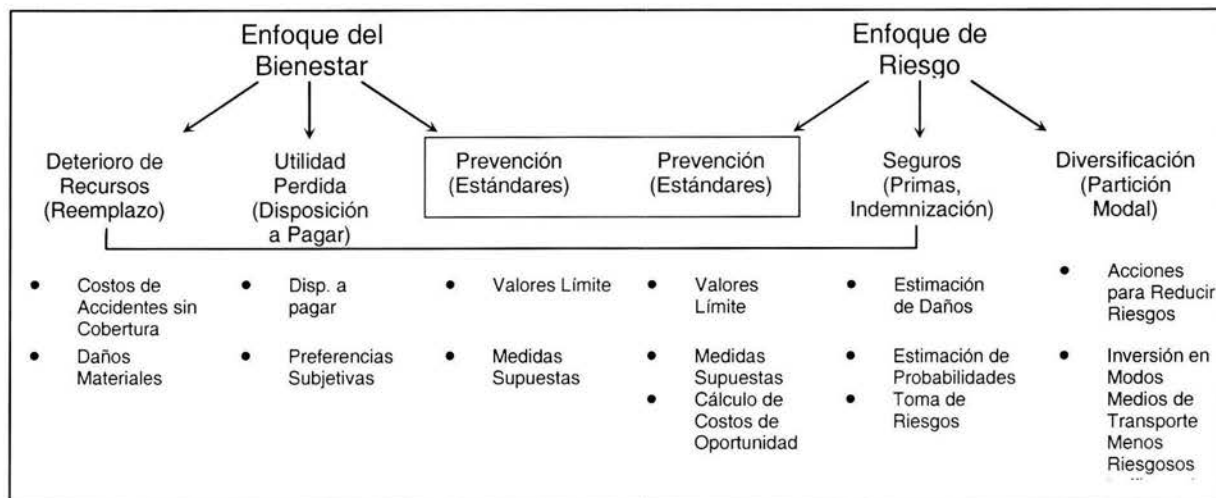 Enfoque del
Bienestar
Enfoque de
Riesgo
Deterioro de
Recursos
(Reemplazo)
Utilidad
Perdida
(Disposición
a Pagar)
Prevención
(Estándares)
Prevención
(Estándares)
Seguros
(Primas,
Indemnización)
Diversificación
(Partición
Modal)
• Costos de
Accidentes sin
Cobertura
• Daños
Materiales
• Disp. a
pagar
• Preferencias
Subjetivas
• Valores Límite
• Medidas
Supuestas
• Valores
Límite
• Medidas
Supuestas
• Cálculo de
Costos de
Oportunidad
• Estimación
de Daños
• Estimación de
Probabilidades
• Toma de
Riesgos
• Acciones
para Reducir
Riesgos
• Inversión en
Modos
Medios de
Transporte
Menos
Riesgosos